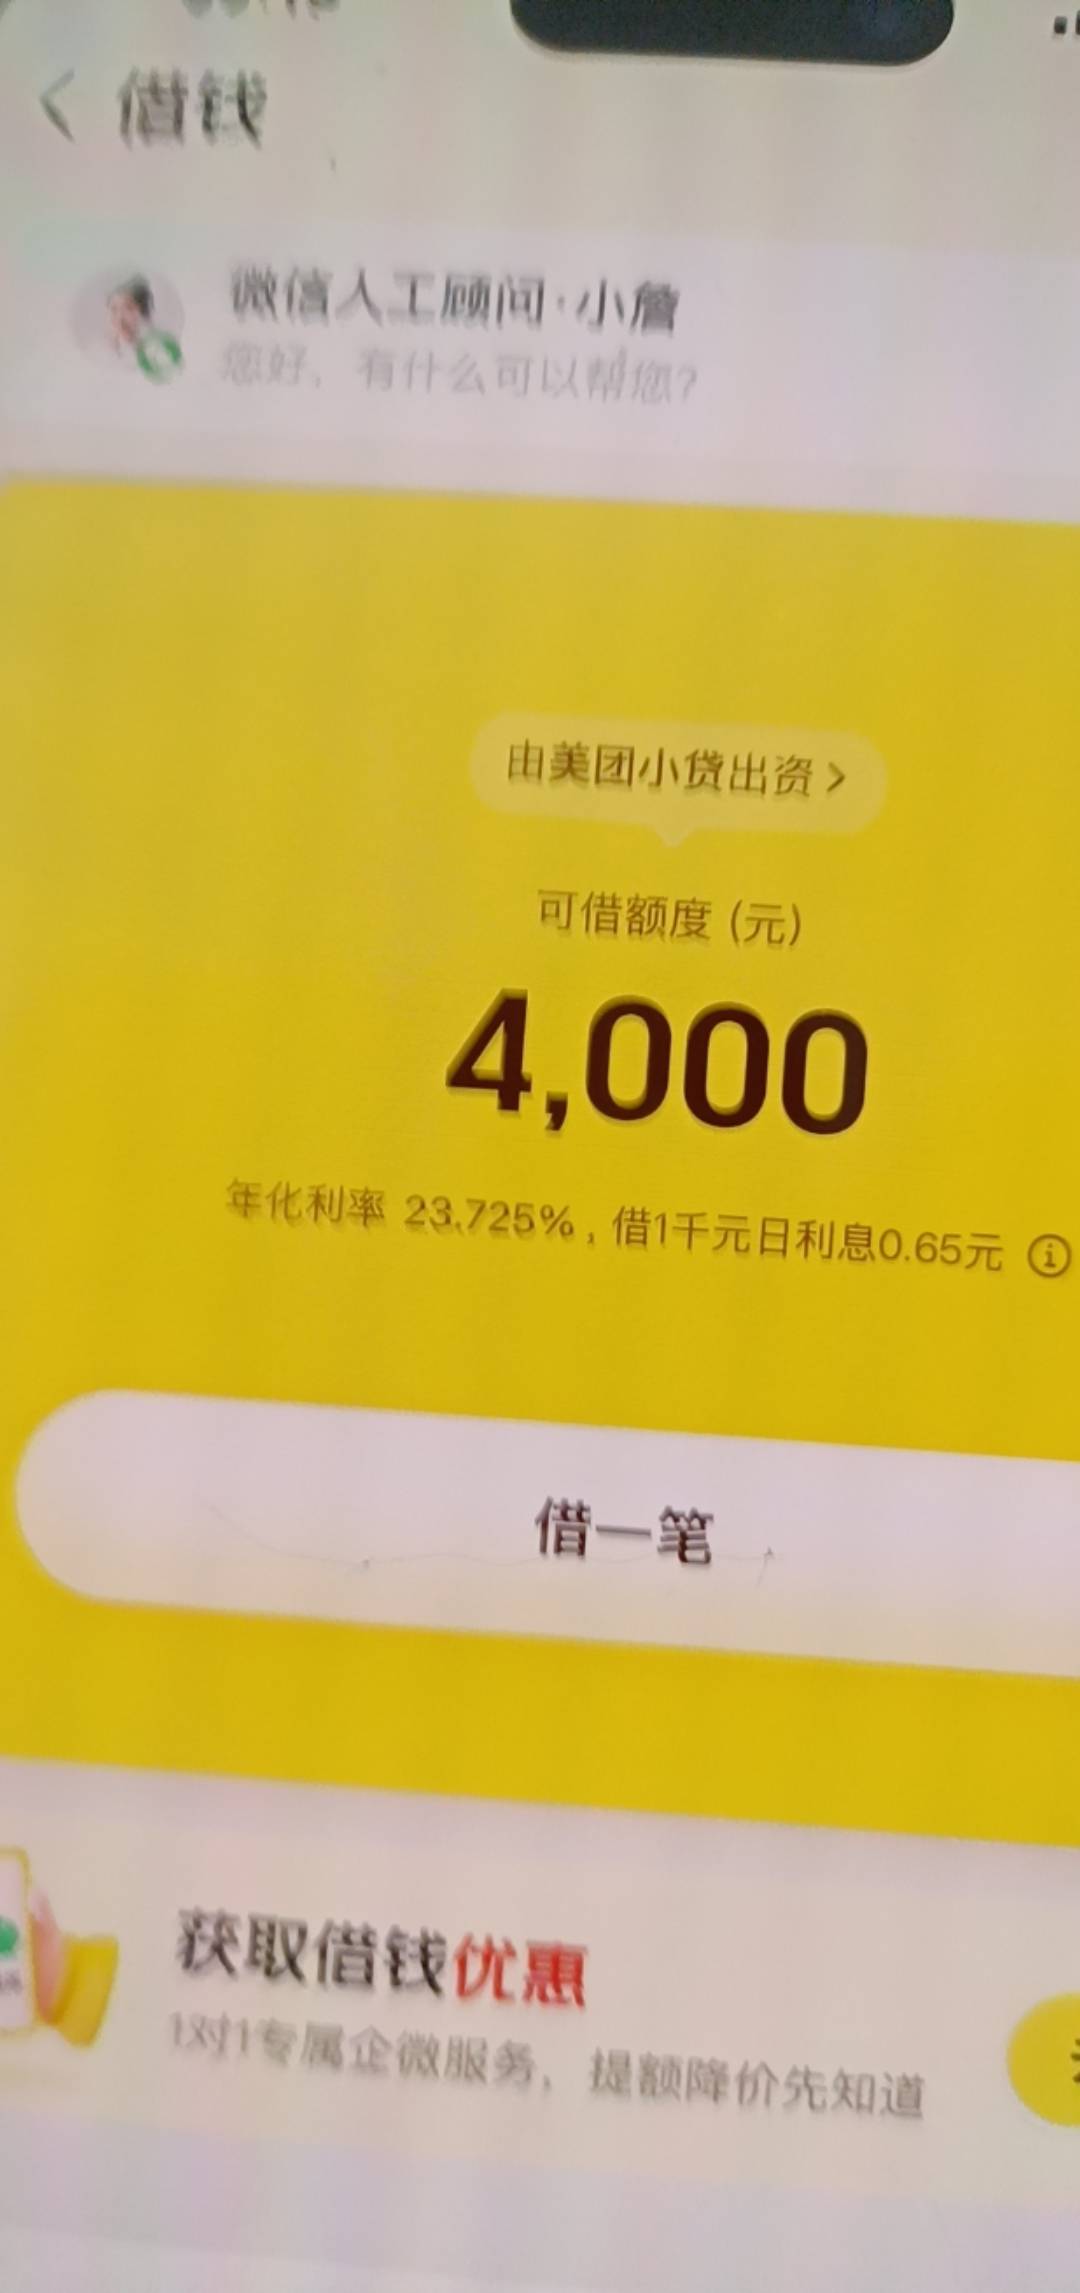 借钱
微信人工顾问·小詹
您好，有什么可以帮您？
由美团小贷出资>
可借额度 (元)
4,000
年化利率 23.725%，借1千元日利息0.65元
借一笔
获取借钱优惠
1对1专属企微服务，提额降价先知道